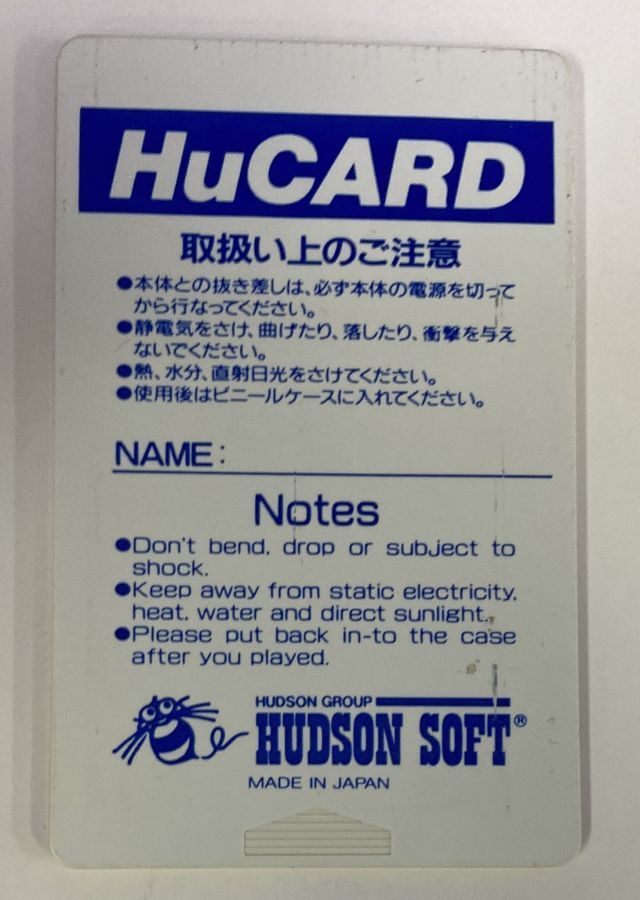 HuCARD
取扱い上のご注意
●本体との抜き差しは、必ず本体の電源を切って
から行なってください。
●静電気をさけ、曲げたり、落したり、衝撃を与え
ないでください。
●熱、水分、直射日光をさけてください。
●使用後はビニールケースに入れてください。
NAME:
Notes
●Don't bend, drop or subject to
shock.
●Keep away from static electricity,
heat, water and direct sunlight.
●Please put back in-to the case
after you played.
HUDSON GROUP
HUDSON SOFT®
MADE IN JAPAN